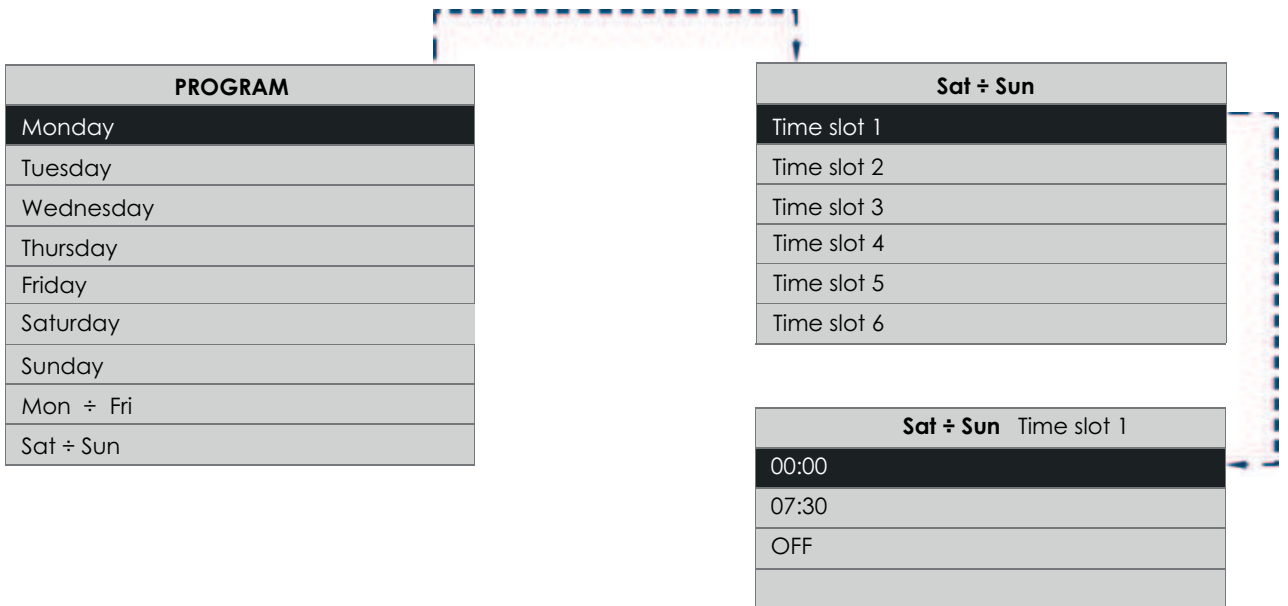 PROGRAM
Monday
Tuesday
Wednesday
Thursday
Friday
Saturday
Sunday
Mon ÷ Fri
Sat ÷ Sun
Sat ÷ Sun
Time slot 1
Time slot 2
Time slot 3
Time slot 4
Time slot 5
Time slot 6
Sat ÷ Sun Time slot 1
00:00
07:30
OFF